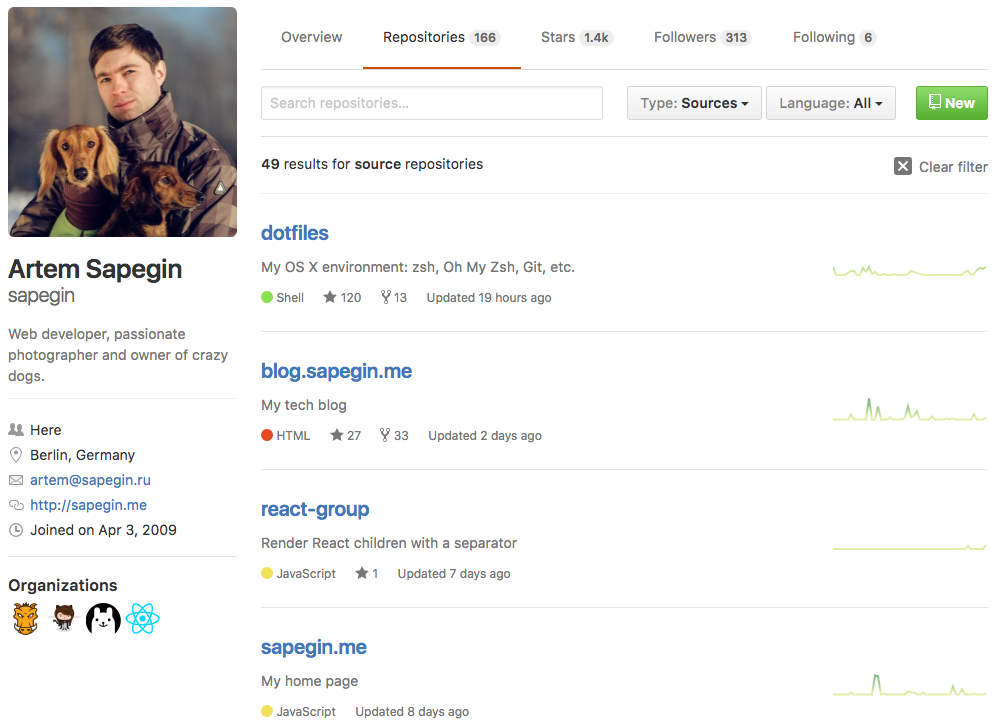 Overview Repositories 166 Stars 1.4k Followers 313 Following 6
Search repositories... Type: Sources Language: All New
49 results for source repositories Clear filter
Artem Sapegin
sapegin
Web developer, passionate
photographer and owner of crazy
dogs.
Here
Berlin, Germany
artem@sapegin.ru
http://sapegin.me
Joined on Apr 3, 2009
Organizations
dotfiles
My OS X environment: zsh, Oh My Zsh, Git, etc.
Shell 120 13 Updated 19 hours ago
blog.sapegin.me
My tech blog
HTML 27 33 Updated 2 days ago
react-group
Render React children with a separator
JavaScript 1 Updated 7 days ago
sapegin.me
My home page
JavaScript Updated 8 days ago